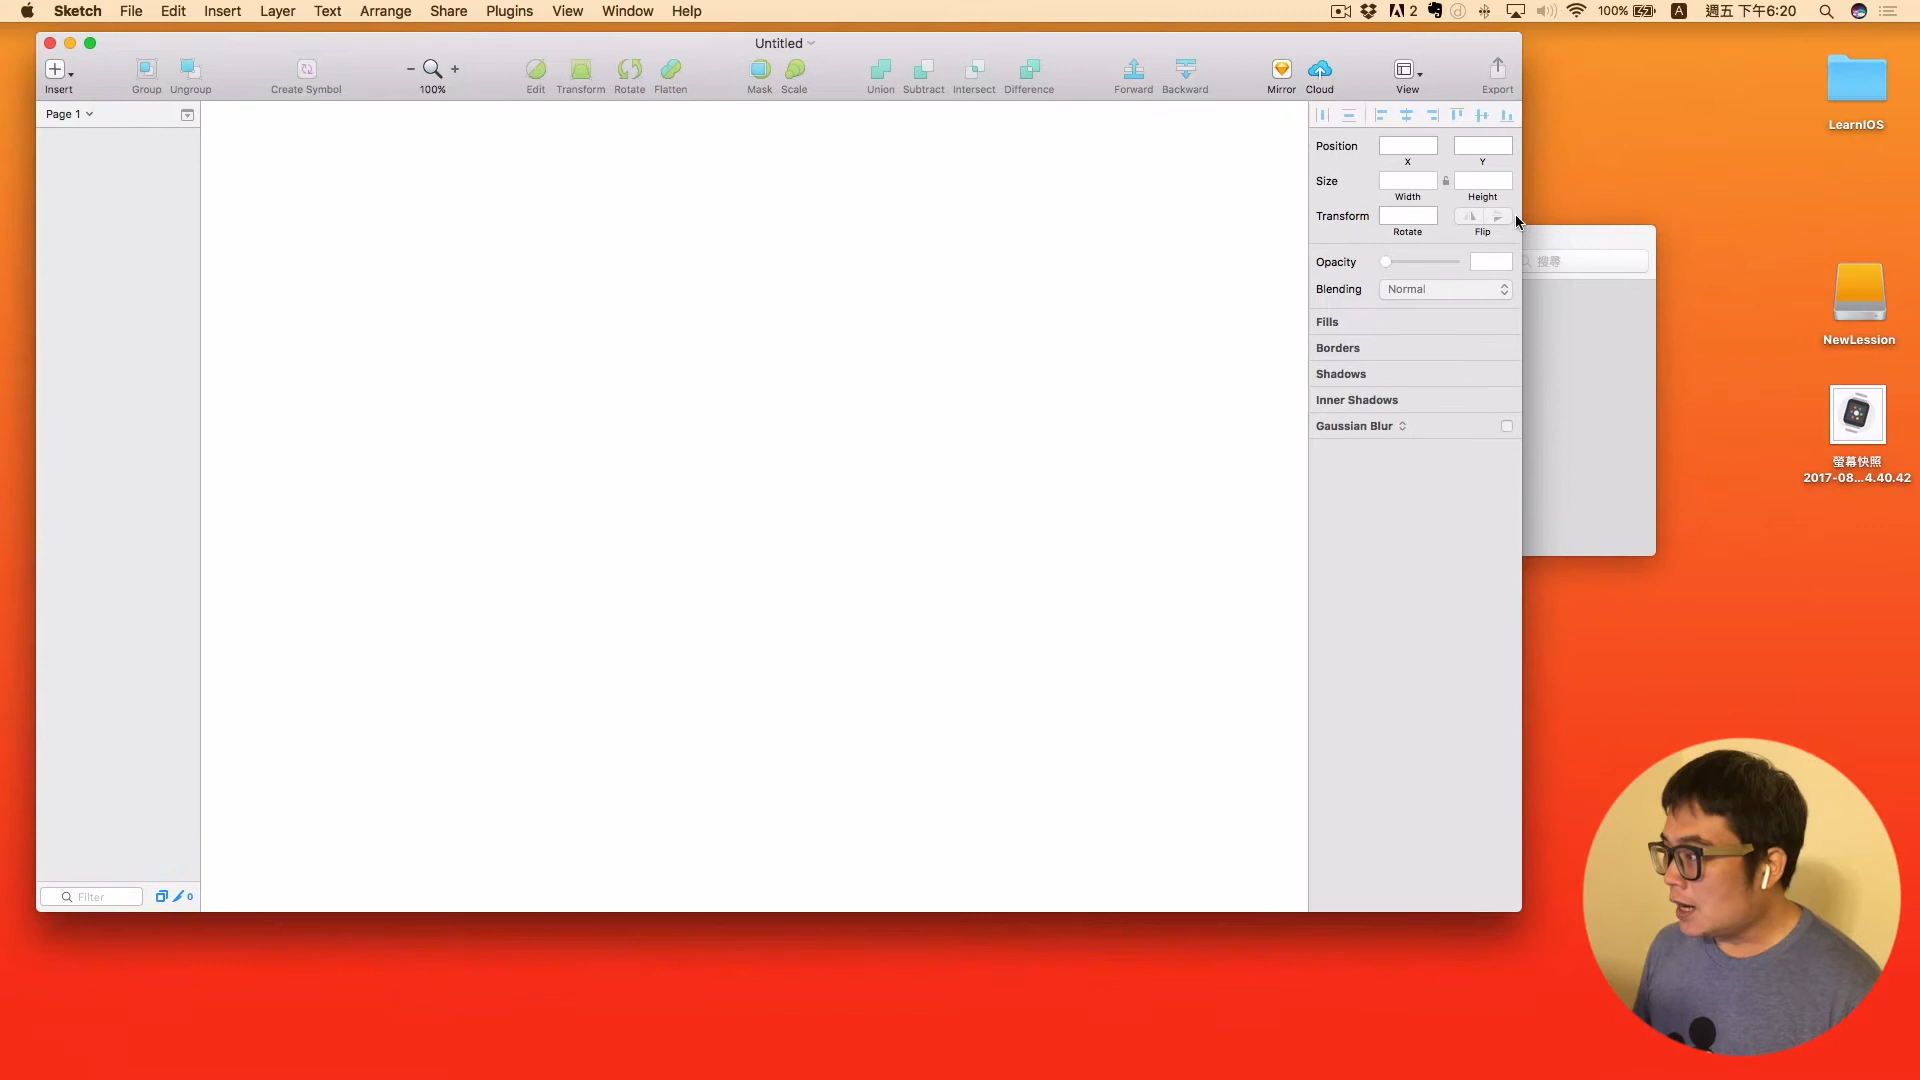 Sketch File Edit Insert Layer Text Arrange Share Plugins View Window Help
2 100% A 週五 下午6:20
Untitled
Insert Group Ungroup Create Symbol 100% Edit Transform Rotate Flatten Mask Scale Union Subtract Intersect Difference Forward Backward Mirror Cloud View Export
Page 1
Position
X Y
Size
Width Height
Transform
Rotate Flip
Opacity
Blending Normal
Fills
Borders
Shadows
Inner Shadows
Gaussian Blur
Filter 0
搜尋
LearnIOS
NewLession
螢幕快照
2017-08...4.40.42